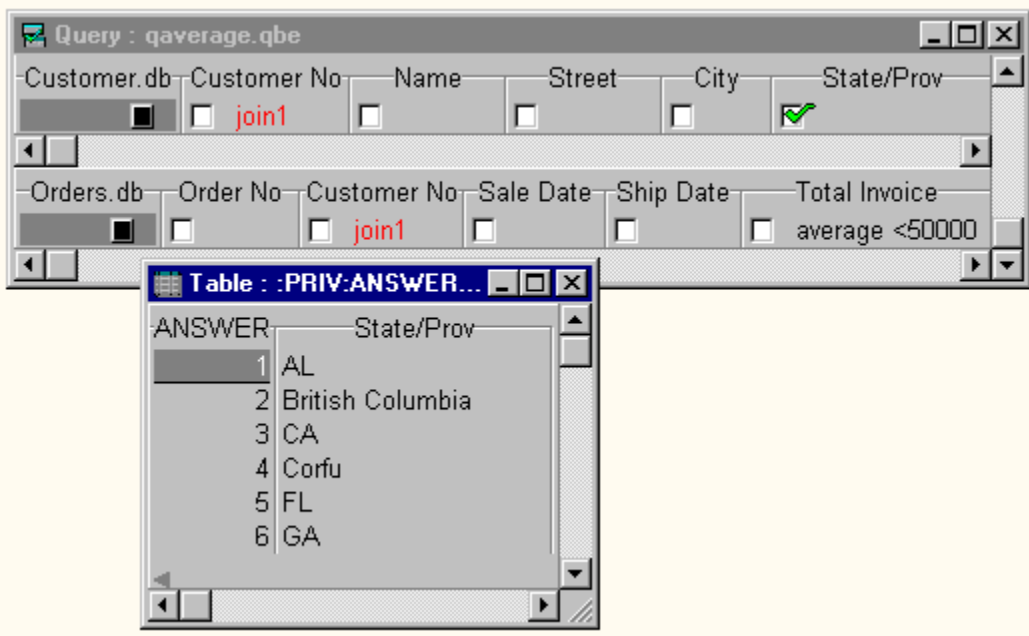 Query : qaverage.qbe
Customer.db Customer No Name Street City State/Prov
join1
Orders.db Order No Customer No Sale Date Ship Date Total Invoice
join1 average <50000
Table : :PRIV:ANSWER...
ANSWER State/Prov
1 AL
2 British Columbia
3 CA
4 Corfu
5 FL
6 GA